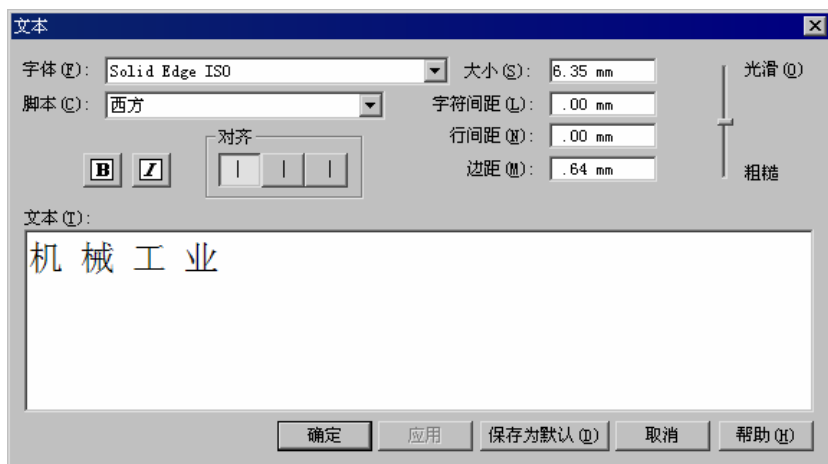 文本
字体(F): Solid Edge ISO 大小(S): 6.35 mm 光滑(O)
脚本(C): 西方 字符间距(L): .00 mm
对齐 行间距(N): .00 mm
B I 边距(M): .64 mm 粗糙
文本(T):
机 械 工 业
确定 应用 保存为默认(D) 取消 帮助(H)